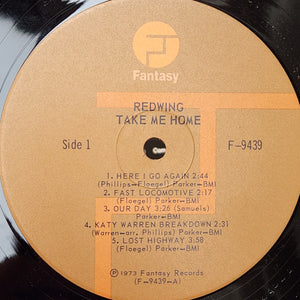 Fantasy
REDWING
TAKE ME HOME
Side 1 F-9439
1. HERE I GO AGAIN 2:44
(Phillips-Floegel) Parker-BMI
2. FAST LOCOMOTIVE 2:17
(Floegel) Parker-BMI
3. OUR DAY 3:26 (Samuels)
Parker-BMI
4. KATY WARREN BREAKDOWN 2:31
(Warren-arr. Phillips) Parker-BMI
5. LOST HIGHWAY 3:58
(Floegel) Parker-BMI
Ⓟ 1973 Fantasy Records
(F-9439-A)